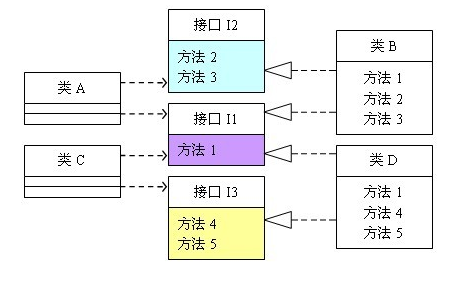 接口 I2
方法 2
方法 3
类 A
接口 I1
方法 1
类 C
接口 I3
方法 4
方法 5
类 B
方法 1
方法 2
方法 3
类 D
方法 1
方法 4
方法 5